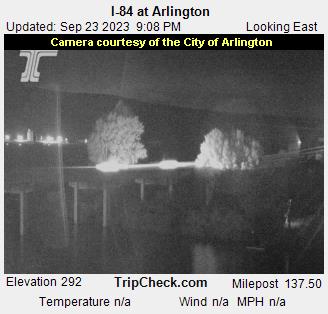 I-84 at Arlington
Updated: Sep 23 2023 9:08 PM Looking East
Camera courtesy of the City of Arlington
Elevation 292 TripCheck.com Milepost 137.50
Temperature n/a Wind n/a MPH n/a